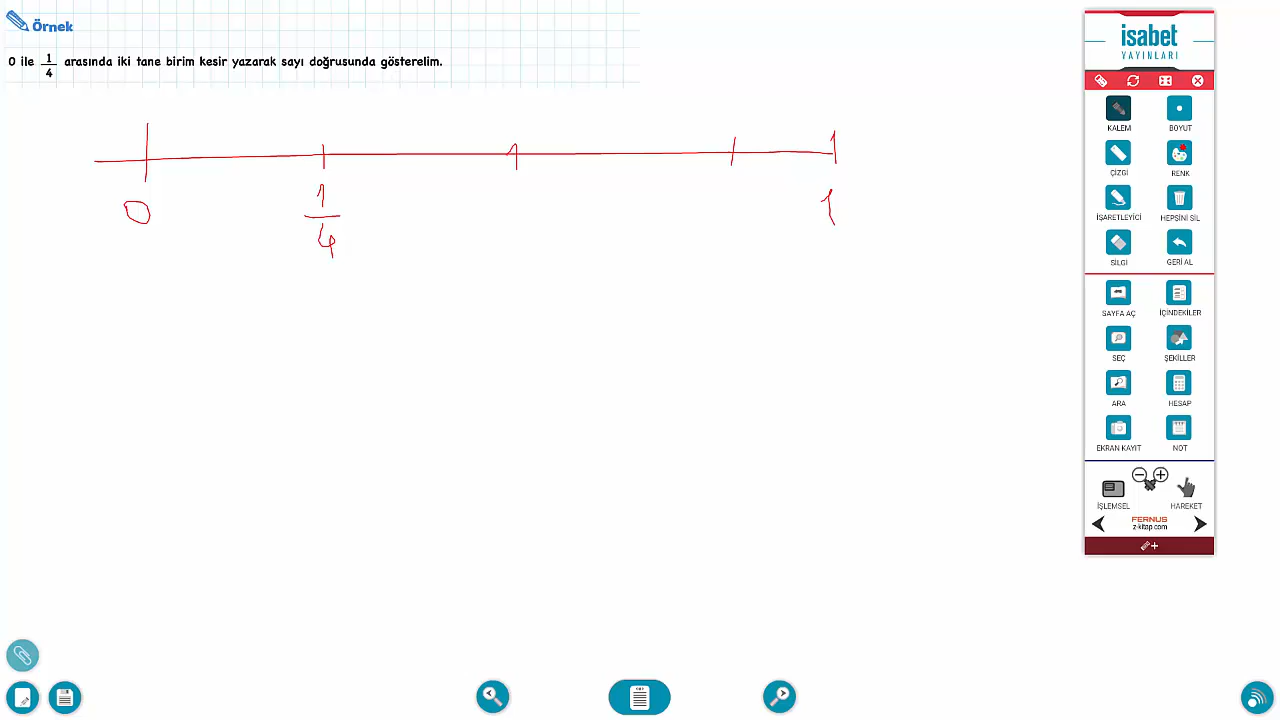 Örnek
0 ile 1/4 arasında iki tane birim kesir yazarak sayı doğrusunda gösterelim.
0
1/4
1
isabet
YAYINLARI
KALEM
BOYUT
ÇİZGİ
RENK
İŞARETLEYİCİ
HEPSİNİ SİL
SİLGİ
GERİ AL
SAYFA AÇ
İÇİNDEKİLER
SEÇ
ŞEKİLLER
ARA
HESAP
EKRAN KAYIT
NOT
İŞLEMSEL
HAREKET
FERNUS
z-kitap.com